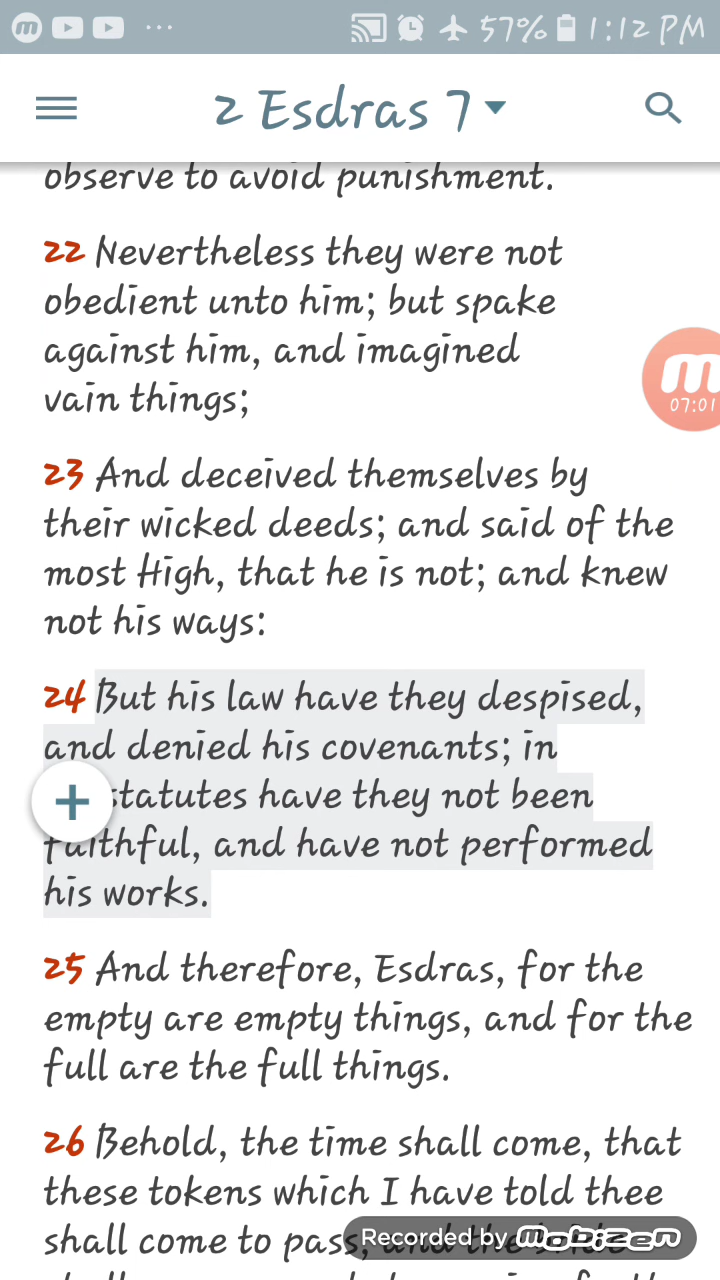 57% 1:12 PM
2 Esdras 7
observe to avoid punishment.
22 Nevertheless they were not
obedient unto him; but spake
against him, and imagined
vain things;
07:01
23 And deceived themselves by
their wicked deeds; and said of the
most High, that he is not; and knew
not his ways:
24 But his law have they despised,
and denied his covenants; in
statutes have they not been
faithful, and have not performed
his works.
25 And therefore, Esdras, for the
empty are empty things, and for the
full are the full things.
26 Behold, the time shall come, that
these tokens which I have told thee
shall come to pass, and the bride
Recorded by mobizen